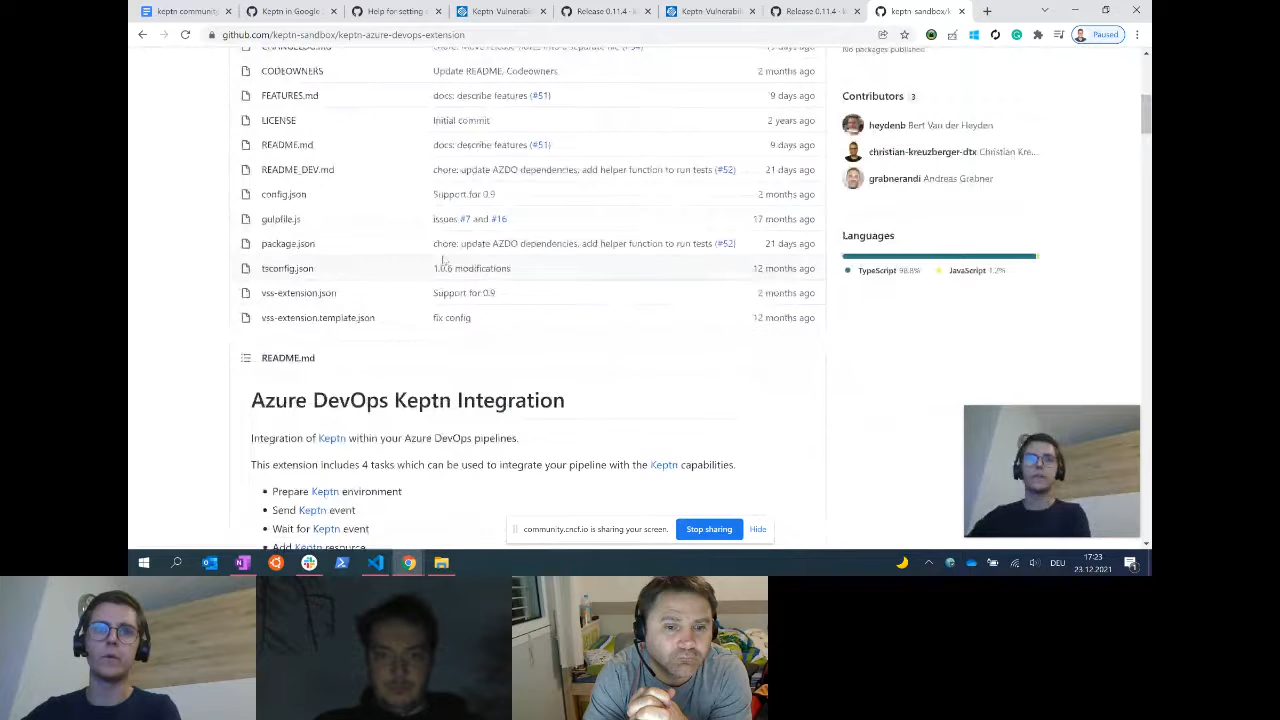 keptn community
Keptn in Google
Help for setting
Keptn-Vulnerabil
Release 0.11.4
Keptn-Vulnerabil
Release 0.11.4
keptn-sandbox/k
github.com/keptn-sandbox/keptn-azure-devops-extension
Paused
No packages published
CODEOWNERS Update README, Codeowners 2 months ago
FEATURES.md docs: describe features (#51) 9 days ago
LICENSE Initial commit 2 years ago
README.md docs: describe features (#51) 9 days ago
README_DEV.md chore: update AZDO dependencies; add helper function to run tests (#52) 21 days ago
config.json Support for 0.9 2 months ago
gulpfile.js issues #7 and #16 17 months ago
package.json chore: update AZDO dependencies; add helper function to run tests (#52) 21 days ago
tsconfig.json 1.0.6 modifications 12 months ago
vss-extension.json Support for 0.9 2 months ago
vss-extension.template.json fix config 12 months ago
Contributors 3
heydenb Bert Van der Heyden
christian-kreuzberger-dtx Christian Kre...
grabnerandi Andreas Grabner
Languages
TypeScript 98.8% JavaScript 1.2%
README.md
Azure DevOps Keptn Integration
Integration of Keptn within your Azure DevOps pipelines.
This extension includes 4 tasks which can be used to integrate your pipeline with the Keptn capabilities.
Prepare Keptn environment
Send Keptn event
Wait for Keptn event
Add Keptn resource
community.cncf.io is sharing your screen. Stop sharing Hide
DEU
17:23
23.12.2021